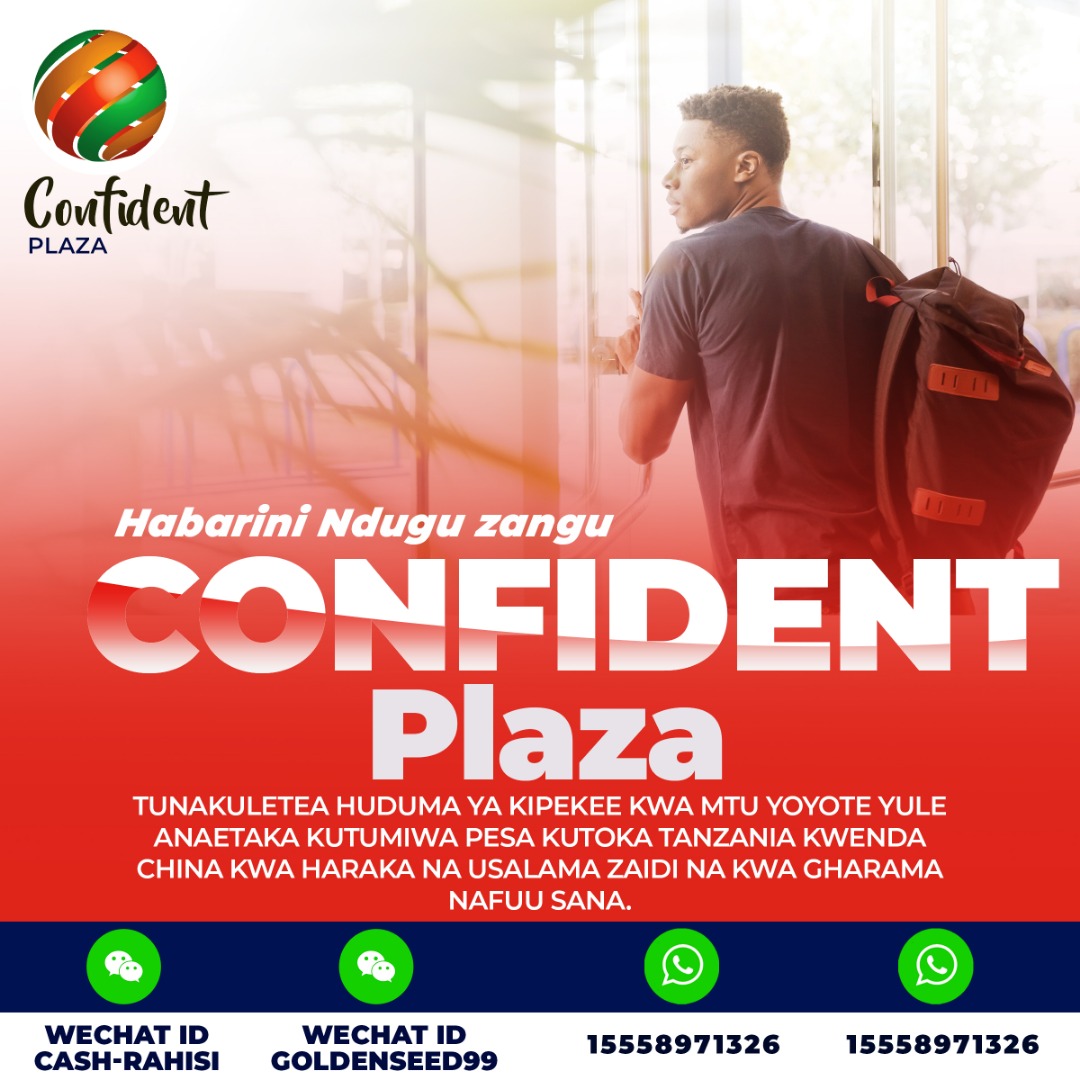 Confident
PLAZA
Habarini Ndugu zangu
CONFIDENT
Plaza
TUNAKULETEA HUDUMA YA KIPEKEE KWA MTU YOYOTE YULE
ANAETAKA KUTUMIWA PESA KUTOKA TANZANIA KWENDA
CHINA KWA HARAKA NA USALAMA ZAIDI NA KWA GHARAMA
NAFUU SANA.
WECHAT ID
CASH-RAHISI
WECHAT ID
GOLDENSEED99
15558971326
15558971326